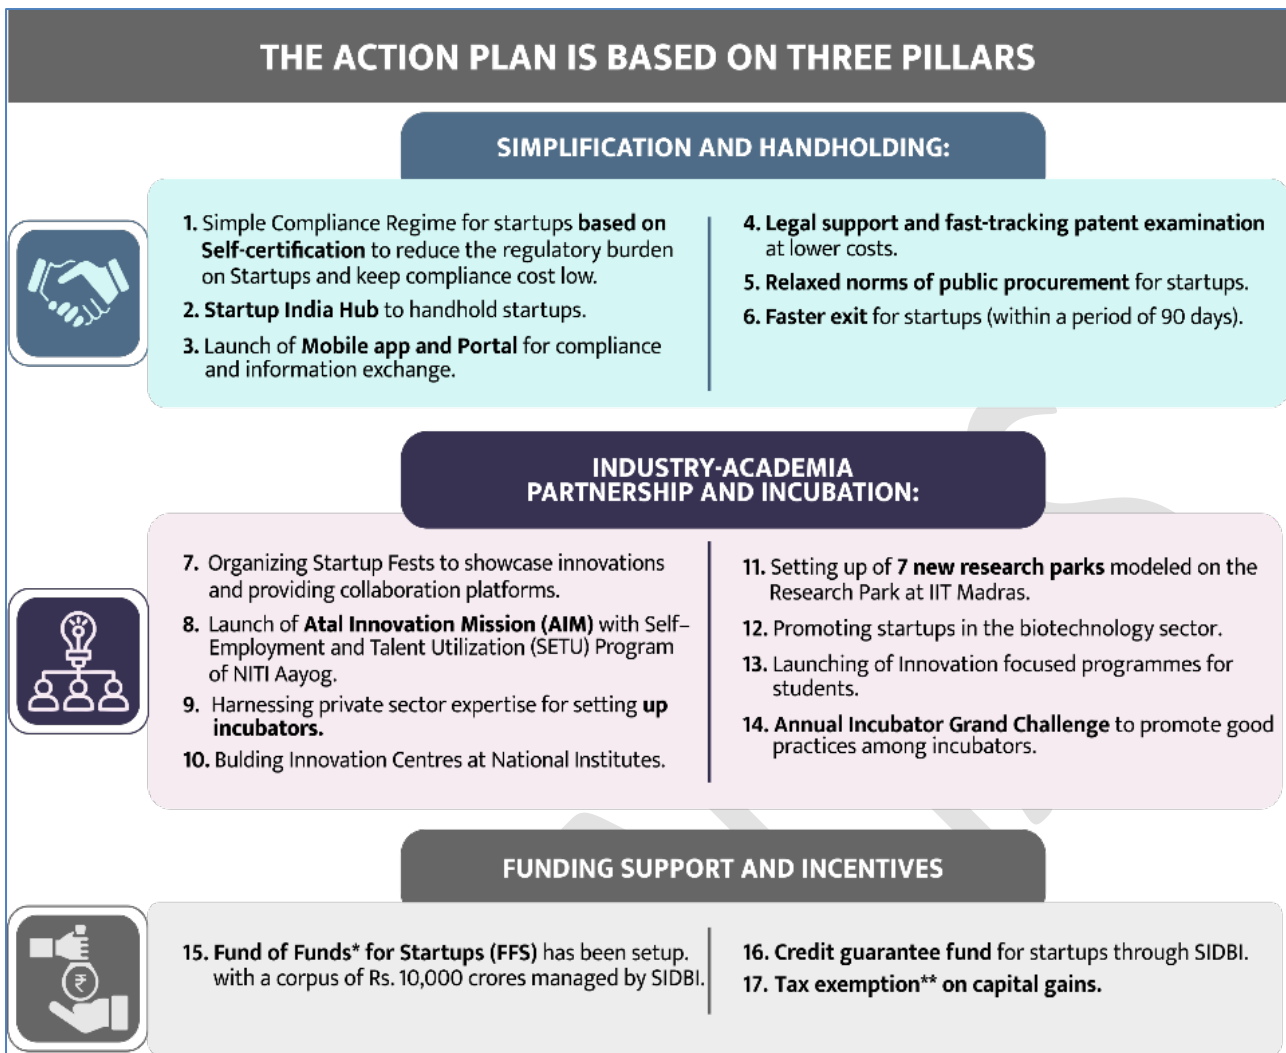 THE ACTION PLAN IS BASED ON THREE PILLARS
SIMPLIFICATION AND HANDHOLDING:
1. Simple Compliance Regime for startups based on
Self-certification to reduce the regulatory burden
on Startups and keep compliance cost low.
2. Startup India Hub to handhold startups.
3. Launch of Mobile app and Portal for compliance
and information exchange.
4. Legal support and fast-tracking patent examination
at lower costs.
5. Relaxed norms of public procurement for startups.
6. Faster exit for startups (within a period of 90 days).
INDUSTRY-ACADEMIA
PARTNERSHIP AND INCUBATION:
7. Organizing Startup Fests to showcase innovations
and providing collaboration platforms.
8. Launch of Atal Innovation Mission (AIM) with Self–
Employment and Talent Utilization (SETU) Program
of NITI Aayog.
9. Harnessing private sector expertise for setting up
incubators.
10. Bulding Innovation Centres at National Institutes.
11. Setting up of 7 new research parks modeled on the
Research Park at IIT Madras.
12. Promoting startups in the biotechnology sector.
13. Launching of Innovation focused programmes for
students.
14. Annual Incubator Grand Challenge to promote good
practices among incubators.
FUNDING SUPPORT AND INCENTIVES
15. Fund of Funds* for Startups (FFS) has been setup.
with a corpus of Rs. 10,000 crores managed by SIDBI.
16. Credit guarantee fund for startups through SIDBI.
17. Tax exemption** on capital gains.
₹